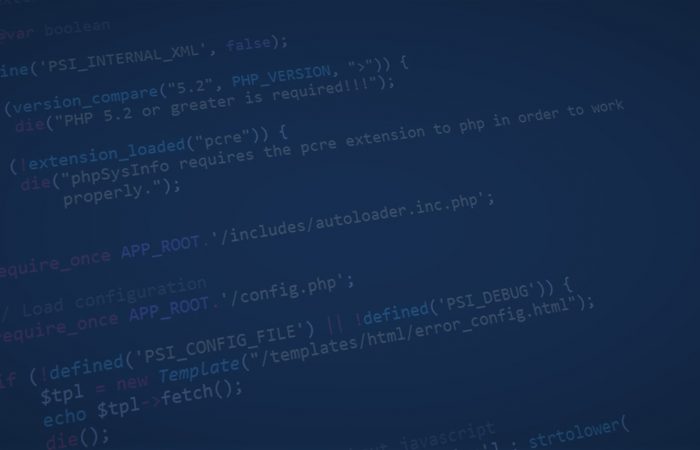 @var boolean
ine('PSI_INTERNAL_XML', false);
(version_compare("5.2", PHP_VERSION, ">")) {
die("PHP 5.2 or greater is required!!!");
(!extension_loaded("pcre")) {
die("phpSysInfo requires the pcre extension to php in order to work
properly.");
equire_once APP_ROOT.'/includes/autoloader.inc.php';
/ Load configuration
require_once APP_ROOT.'/config.php';
if (!defined('PSI_CONFIG_FILE') || !defined('PSI_DEBUG')) {
$tpl = new Template("/templates/html/error_config.html");
echo $tpl->fetch();
die();
javascript
strtolower(